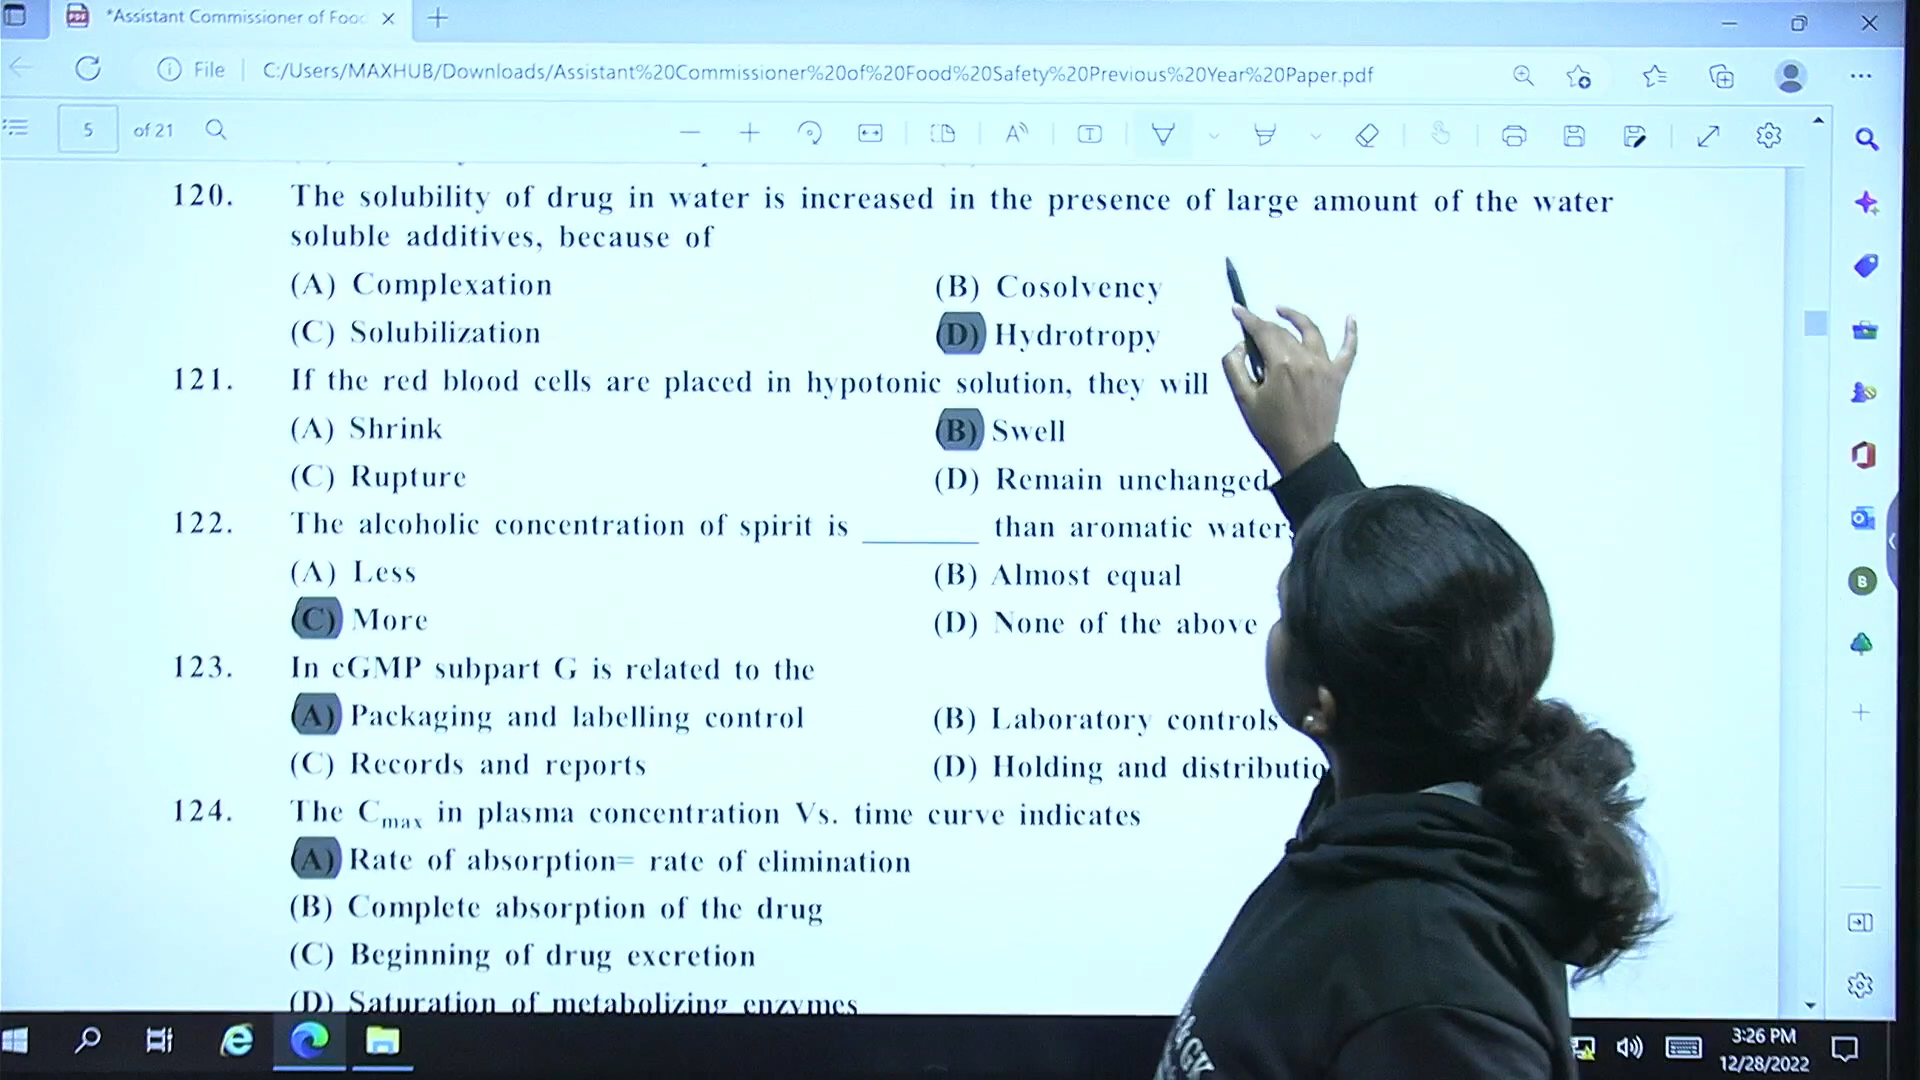 *Assistant Commissioner of Food
File
C:/Users/MAXHUB/Downloads/Assistant%20Commissioner%20of%20Food%20Safety%20Previous%20Year%20Paper.pdf
5 of 21
120. The solubility of drug in water is increased in the presence of large amount of the water
soluble additives, because of
(A) Complexation (B) Cosolvency
(C) Solubilization (D) Hydrotropy
121. If the red blood cells are placed in hypotonic solution, they will
(A) Shrink (B) Swell
(C) Rupture (D) Remain unchanged
122. The alcoholic concentration of spirit is ________ than aromatic waters
(A) Less (B) Almost equal
(C) More (D) None of the above
123. In cGMP subpart G is related to the
(A) Packaging and labelling control (B) Laboratory controls
(C) Records and reports (D) Holding and distributio
124. The Cmax in plasma concentration Vs. time curve indicates
(A) Rate of absorption= rate of elimination
(B) Complete absorption of the drug
(C) Beginning of drug excretion
(D) Saturation of metabolizing enzymes
3:26 PM
12/28/2022